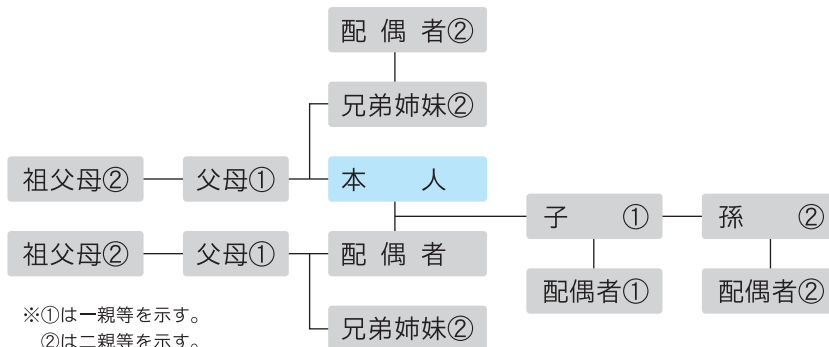 配偶者②
兄弟姉妹②
祖父母② 父母① 本人
子① 孫②
祖父母② 父母① 配偶者
配偶者① 配偶者②
※①は一親等を示す。
兄弟姉妹②
②は二親等を示す。